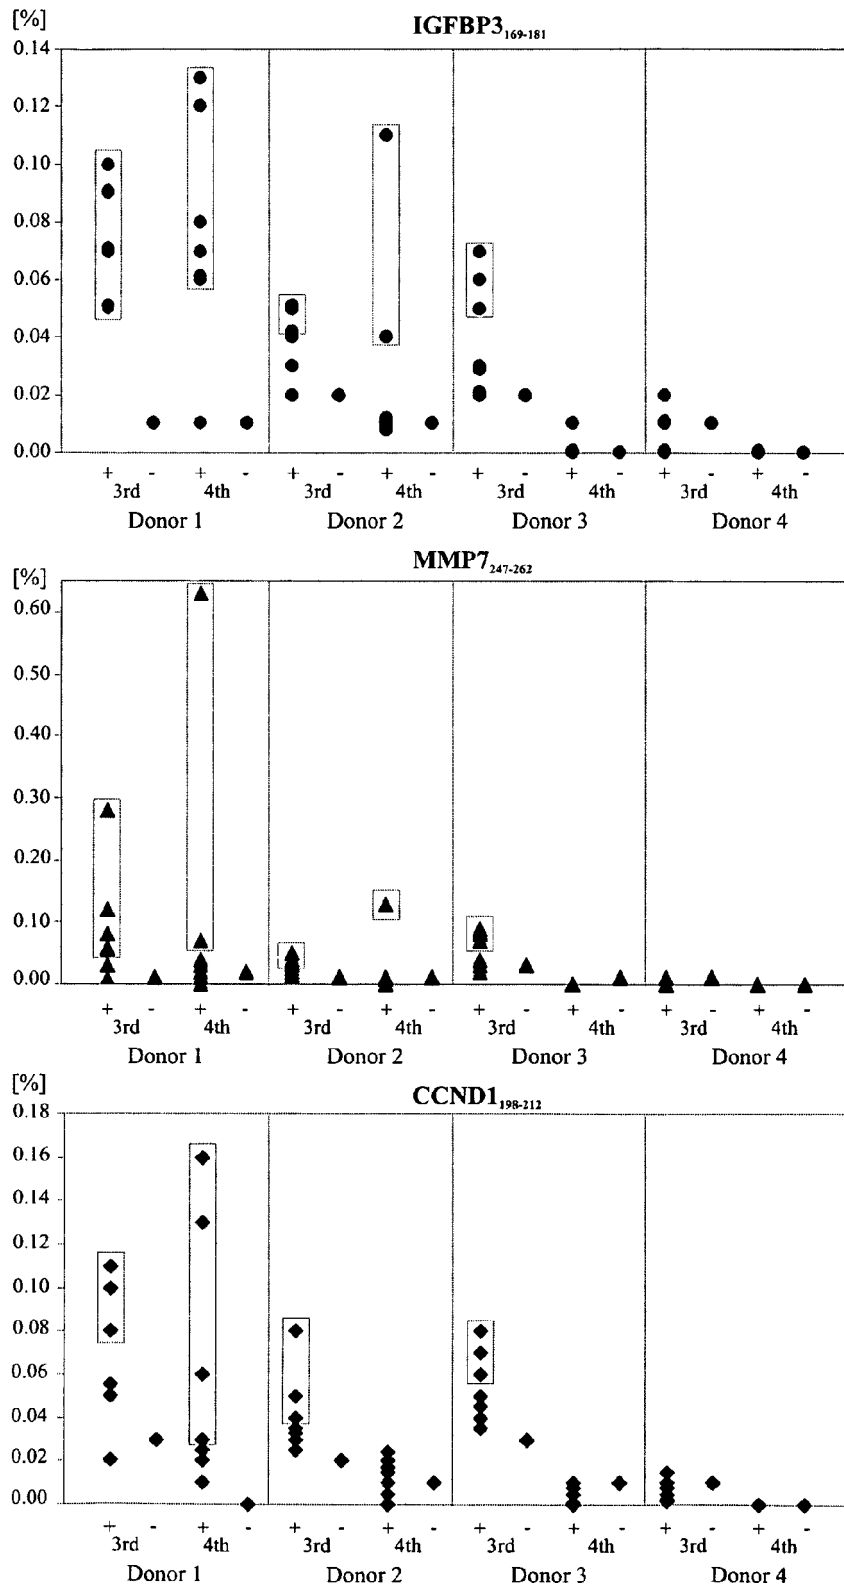 [%]
IGFBP3169-181
0.14
0.12
0.10
0.08
0.06
0.04
0.02
0.00
+ - + - + - + - + - + - + - + -
3rd 4th 3rd 4th 3rd 4th 3rd 4th
Donor 1 Donor 2 Donor 3 Donor 4
[%]
MMP7247-262
0.60
0.50
0.40
0.30
0.20
0.10
0.00
+ - + - + - + - + - + - + - + -
3rd 4th 3rd 4th 3rd 4th 3rd 4th
Donor 1 Donor 2 Donor 3 Donor 4
[%]
CCND1198-212
0.18
0.16
0.14
0.12
0.10
0.08
0.06
0.04
0.02
0.00
+ - + - + - + - + - + - + - + -
3rd 4th 3rd 4th 3rd 4th 3rd 4th
Donor 1 Donor 2 Donor 3 Donor 4